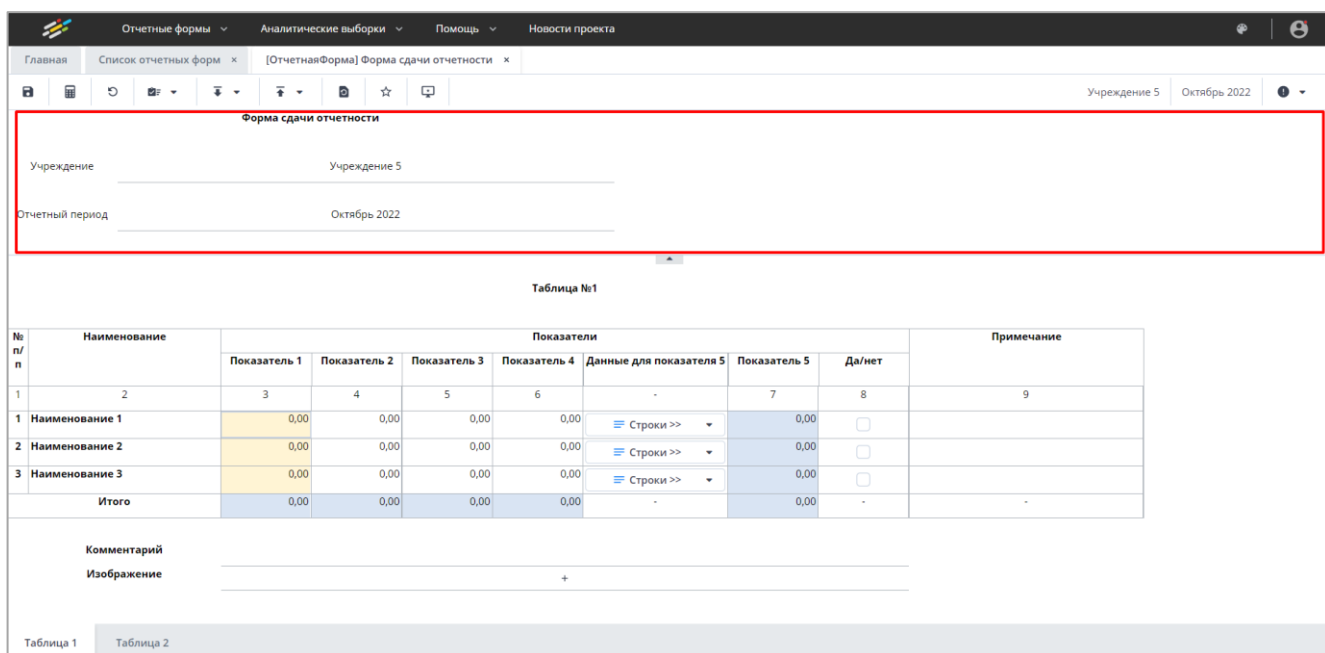 Отчетные формы Аналитические выборки Помощь Новости проекта
Главная Список отчетных форм × [ОтчетнаяФорма] Форма сдачи отчетности ×
Учреждение 5 Октябрь 2022
Форма сдачи отчетности
Учреждение Учреждение 5
Отчетный период Октябрь 2022
Таблица №1
№ п/п Наименование Показатели Примечание
Показатель 1 Показатель 2 Показатель 3 Показатель 4 Данные для показателя 5 Показатель 5 Да/нет
1 2 3 4 5 6 - 7 8 9
1 Наименование 1 0,00 0,00 0,00 0,00 Строки >> 0,00
2 Наименование 2 0,00 0,00 0,00 0,00 Строки >> 0,00
3 Наименование 3 0,00 0,00 0,00 0,00 Строки >> 0,00
Итого 0,00 0,00 0,00 0,00 - 0,00 - -
Комментарий
Изображение +
Таблица 1 Таблица 2